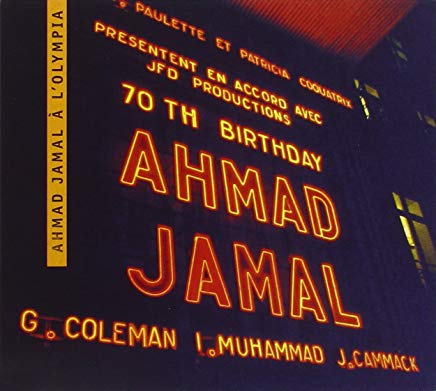 AHMAD JAMAL À L'OLYMPIA
PAULETTE ET PATRICIA COQUATRIX
PRESENTENT EN ACCORD AVEC
JFD PRODUCTIONS
70 TH BIRTHDAY
AHMAD
JAMAL
G. COLEMAN I. MUHAMMAD J. CAMMACK